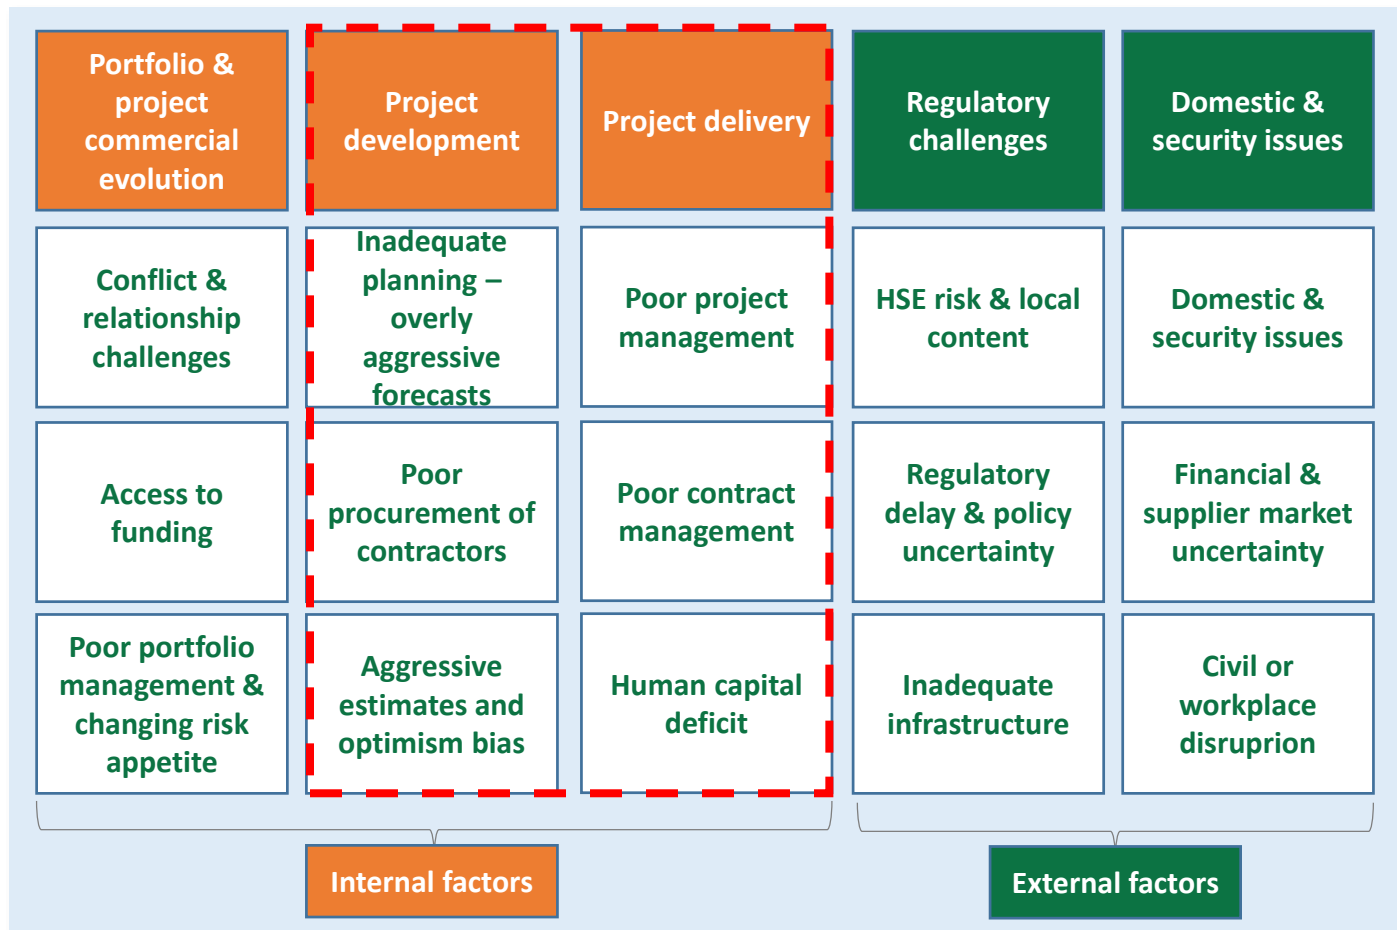 Portfolio &
project
commercial
evolution
Project
development
Project delivery
Regulatory
challenges
Domestic &
security issues
Conflict &
relationship
challenges
Inadequate
planning –
overly
aggressive
forecasts
Poor project
management
HSE risk & local
content
Domestic &
security issues
Access to
funding
Poor
procurement of
contractors
Poor contract
management
Regulatory
delay & policy
uncertainty
Financial &
supplier market
uncertainty
Poor portfolio
management &
changing risk
appetite
Aggressive
estimates and
optimism bias
Human capital
deficit
Inadequate
infrastructure
Civil or
workplace
disruprion
Internal factors
External factors